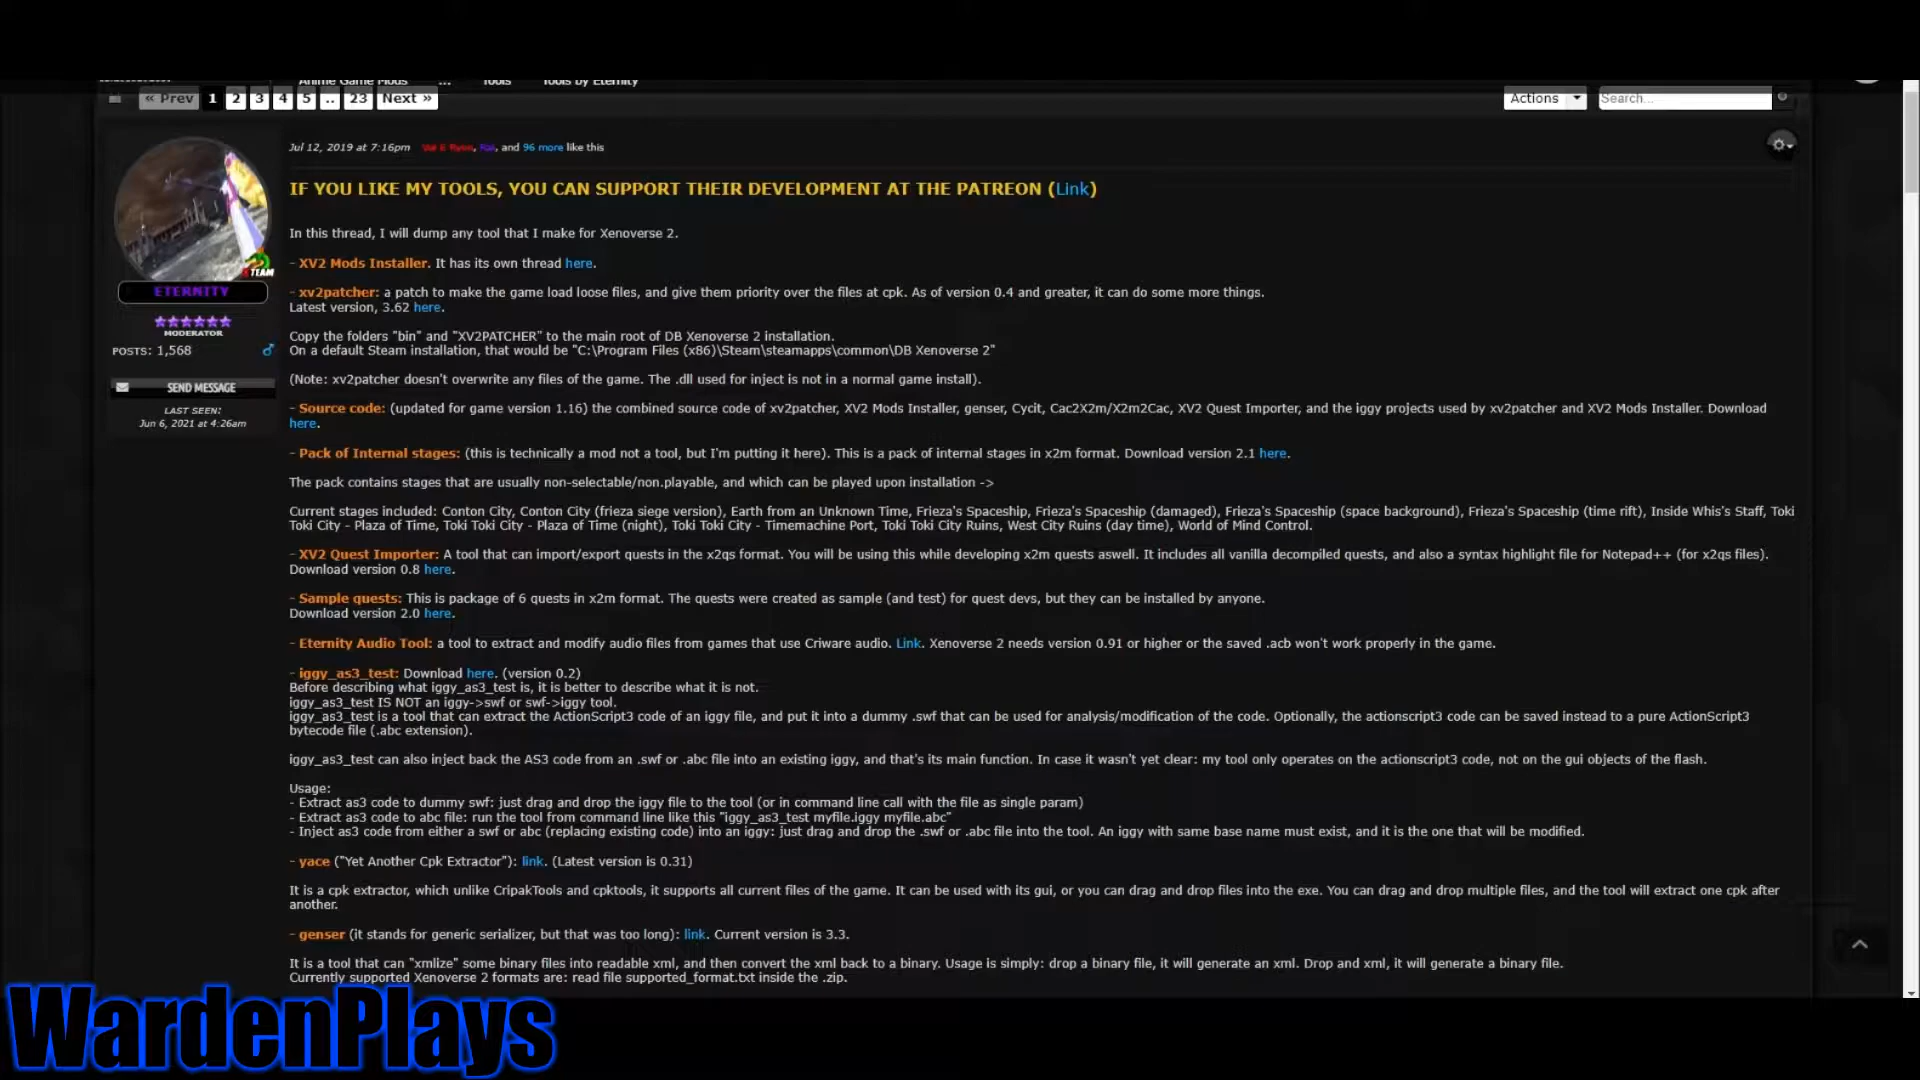 Anime Game Mods ... Tools Tools by Eternity
« Prev 1 2 3 4 5 .. 23 Next »
Actions Search...
Jul 12, 2019 at 7:16pm , , and 96 more like this
IF YOU LIKE MY TOOLS, YOU CAN SUPPORT THEIR DEVELOPMENT AT THE PATREON (Link)
In this thread, I will dump any tool that I make for Xenoverse 2.
TEAM
ETERNITY
MODERATOR
POSTS: 1,568
SEND MESSAGE
LAST SEEN:
Jun 6, 2021 at 4:26am
- XV2 Mods Installer. It has its own thread here.
- xv2patcher: a patch to make the game load loose files, and give them priority over the files at cpk. As of version 0.4 and greater, it can do some more things.
Latest version, 3.62 here.
Copy the folders "bin" and "XV2PATCHER" to the main root of DB Xenoverse 2 installation.
On a default Steam installation, that would be "C:\Program Files (x86)\Steam\steamapps\common\DB Xenoverse 2"
(Note: xv2patcher doesn't overwrite any files of the game. The .dll used for inject is not in a normal game install).
- Source code: (updated for game version 1.16) the combined source code of xv2patcher, XV2 Mods Installer, genser, Cycit, Cac2X2m/X2m2Cac, XV2 Quest Importer, and the iggy projects used by xv2patcher and XV2 Mods Installer. Download
here.
- Pack of Internal stages: (this is technically a mod not a tool, but I'm putting it here). This is a pack of internal stages in x2m format. Download version 2.1 here.
The pack contains stages that are usually non-selectable/non.playable, and which can be played upon installation ->
Current stages included: Conton City, Conton City (frieza siege version), Earth from an Unknown Time, Frieza's Spaceship, Frieza's Spaceship (damaged), Frieza's Spaceship (space background), Frieza's Spaceship (time rift), Inside Whis's Staff, Toki
Toki City - Plaza of Time, Toki Toki City - Plaza of Time (night), Toki Toki City - Timemachine Port, Toki Toki City Ruins, West City Ruins (day time), World of Mind Control.
- XV2 Quest Importer: A tool that can import/export quests in the x2qs format. You will be using this while developing x2m quests aswell. It includes all vanilla decompiled quests, and also a syntax highlight file for Notepad++ (for x2qs files).
Download version 0.8 here.
- Sample quests: This is package of 6 quests in x2m format. The quests were created as sample (and test) for quest devs, but they can be installed by anyone.
Download version 2.0 here.
- Eternity Audio Tool: a tool to extract and modify audio files from games that use Criware audio. Link. Xenoverse 2 needs version 0.91 or higher or the saved .acb won't work properly in the game.
- iggy_as3_test: Download here. (version 0.2)
Before describing what iggy_as3_test is, it is better to describe what it is not.
iggy_as3_test IS NOT an iggy->swf or swf->iggy tool.
iggy_as3_test is a tool that can extract the ActionScript3 code of an iggy file, and put it into a dummy .swf that can be used for analysis/modification of the code. Optionally, the actionscript3 code can be saved instead to a pure ActionScript3
bytecode file (.abc extension).
iggy_as3_test can also inject back the AS3 code from an .swf or .abc file into an existing iggy, and that's its main function. In case it wasn't yet clear: my tool only operates on the actionscript3 code, not on the gui objects of the flash.
Usage:
- Extract as3 code to dummy swf: just drag and drop the iggy file to the tool (or in command line call with the file as single param)
- Extract as3 code to abc file: run the tool from command line like this "iggy_as3_test myfile.iggy myfile.abc"
- Inject as3 code from either a swf or abc (replacing existing code) into an iggy: just drag and drop the .swf or .abc file into the tool. An iggy with same base name must exist, and it is the one that will be modified.
- yace ("Yet Another Cpk Extractor"): link. (Latest version is 0.31)
It is a cpk extractor, which unlike CripakTools and cpktools, it supports all current files of the game. It can be used with its gui, or you can drag and drop files into the exe. You can drag and drop multiple files, and the tool will extract one cpk after
another.
- genser (it stands for generic serializer, but that was too long): link. Current version is 3.3.
It is a tool that can "xmlize" some binary files into readable xml, and then convert the xml back to a binary. Usage is simply: drop a binary file, it will generate an xml. Drop and xml, it will generate a binary file.
Currently supported Xenoverse 2 formats are: read file supported_format.txt inside the .zip.
WardenPlays